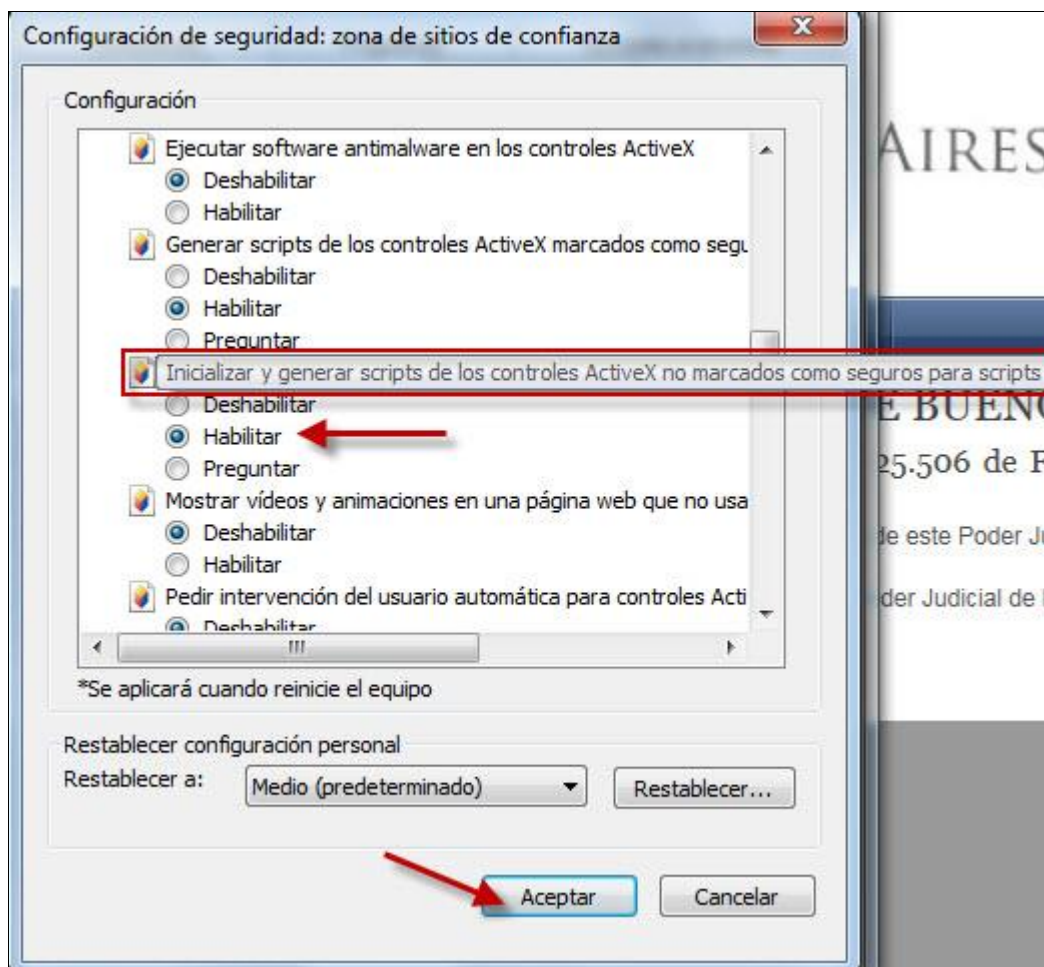 Configuración de seguridad: zona de sitios de confianza
Configuración
Ejecutar software antimalware en los controles ActiveX
Deshabilitar
Habilitar
Generar scripts de los controles ActiveX marcados como segu
Deshabilitar
Habilitar
Preguntar
Inicializar y generar scripts de los controles ActiveX no marcados como seguros para scripts
Deshabilitar
Habilitar
Preguntar
Mostrar vídeos y animaciones en una página web que no usa
Deshabilitar
Habilitar
Pedir intervención del usuario automática para controles Acti
Deshabilitar
*Se aplicará cuando reinicie el equipo
Restablecer configuración personal
Restablecer a:
Medio (predeterminado)
Restablecer...
Aceptar
Cancelar
AIRES
E BUENO
25.506 de F
de este Poder Ju
der Judicial de